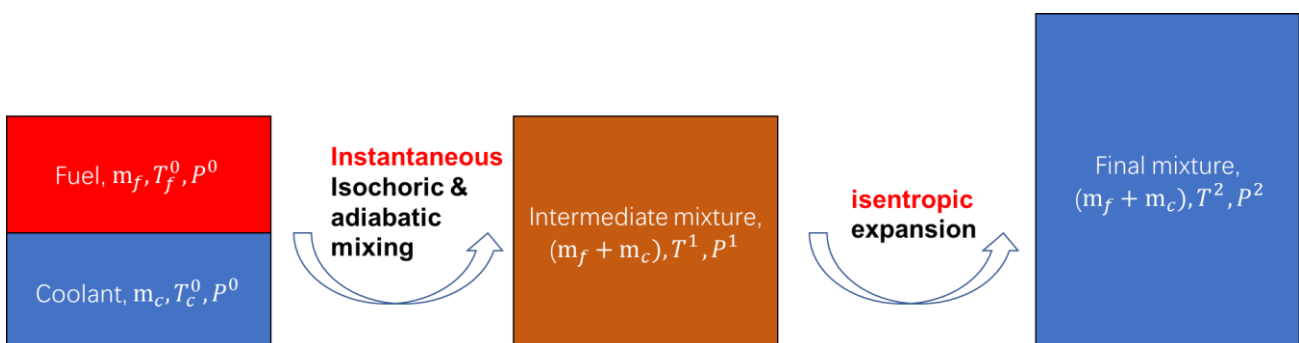 Fuel, m_f, T_f^0, P^0
Coolant, m_c, T_c^0, P^0
Instantaneous
Isochoric &
adiabatic
mixing
Intermediate mixture,
(m_f + m_c), T^1, P^1
isentropic
expansion
Final mixture,
(m_f + m_c), T^2, P^2